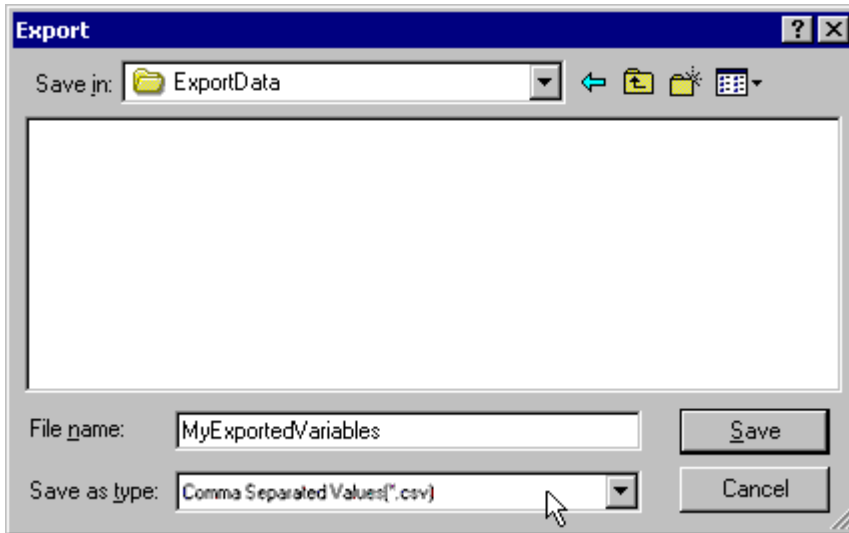 Export
Save in: ExportData
File name: MyExportedVariables Save
Save as type: Comma Separated Values(*.csv) Cancel